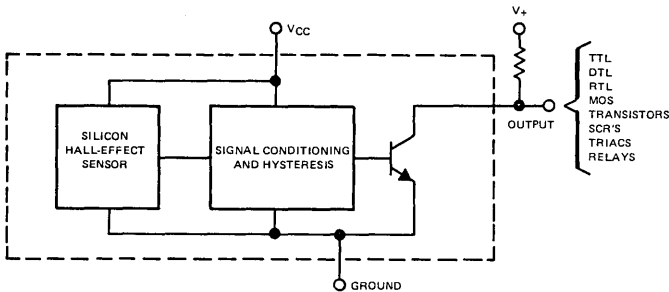 VCC
V+
SILICON
HALL-EFFECT
SENSOR
SIGNAL CONDITIONING
AND HYSTERESIS
OUTPUT
TTL
DTL
RTL
MOS
TRANSISTORS
SCR'S
TRIACS
RELAYS
GROUND